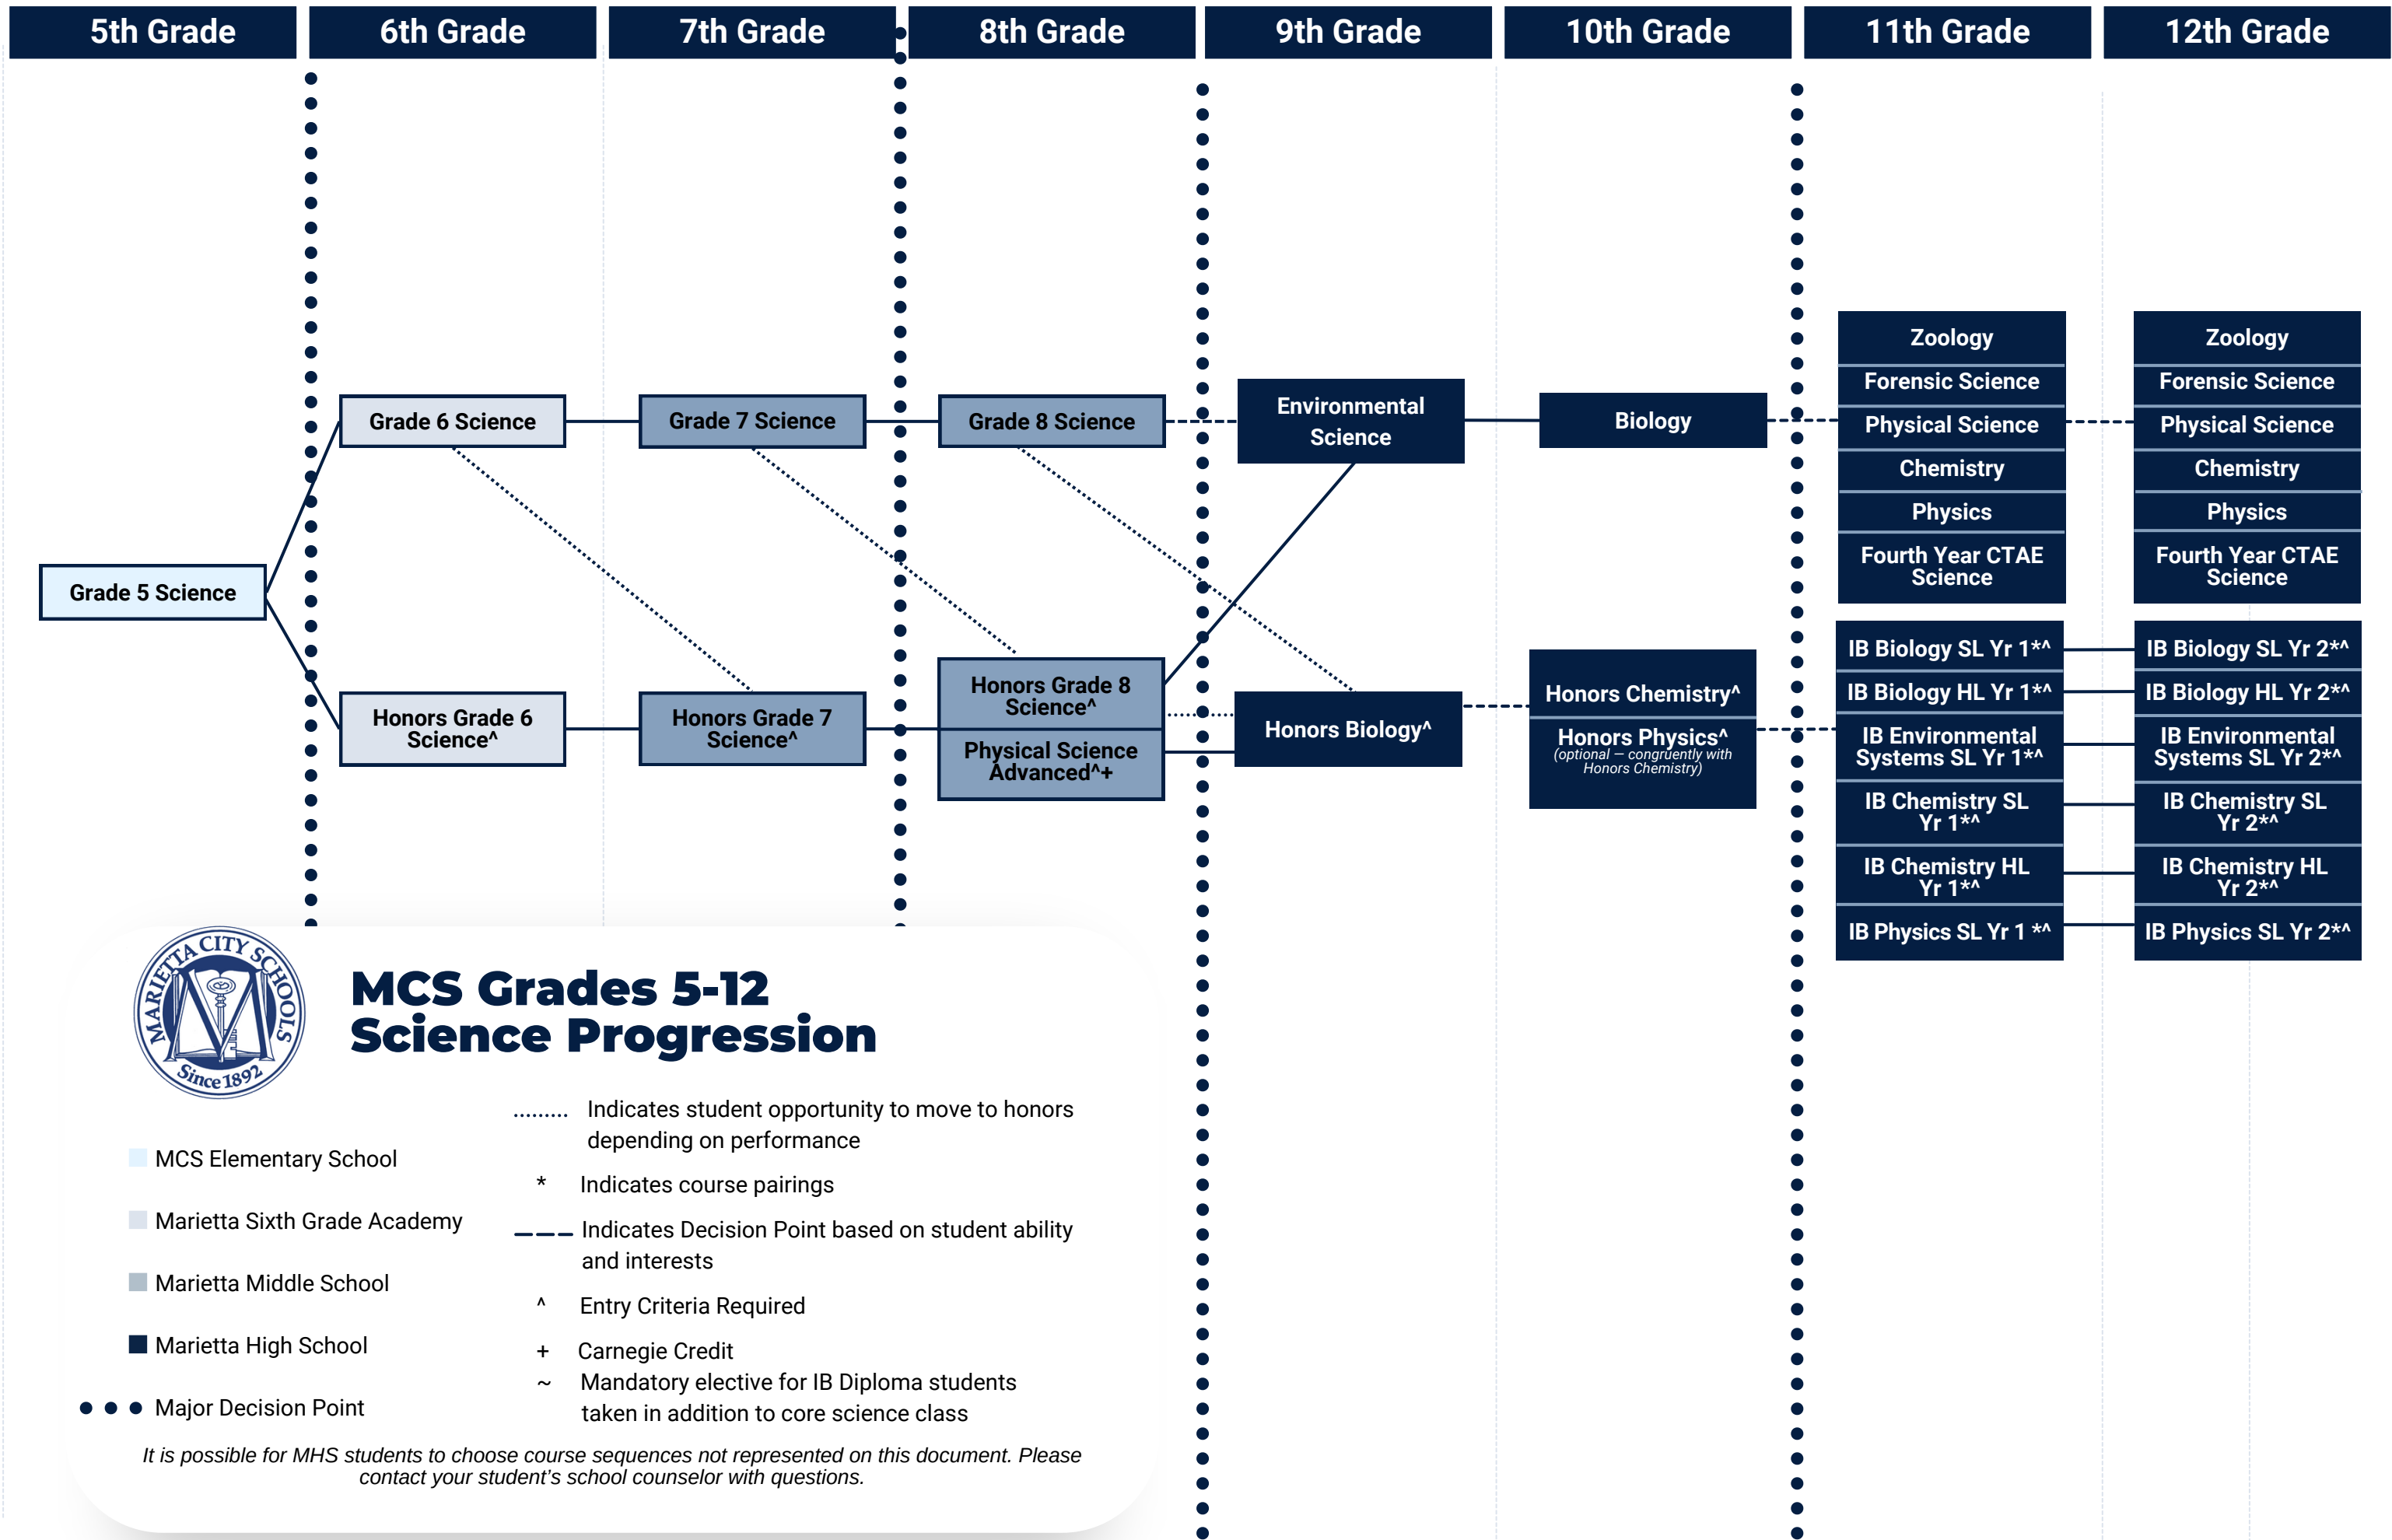 5th Grade
6th Grade
7th Grade
8th Grade
9th Grade
10th Grade
11th Grade
12th Grade
Grade 5 Science
Grade 6 Science
Honors Grade 6
Science^
Grade 7 Science
Honors Grade 7
Science^
Grade 8 Science
Honors Grade 8
Science^
Physical Science
Advanced^+
Environmental
Science
Honors Biology^
Biology
Honors Chemistry^
Honors Physics^
(optional – congruently with
Honors Chemistry)
Zoology
Forensic Science
Physical Science
Chemistry
Physics
Fourth Year CTAE
Science
IB Biology SL Yr 1*^
IB Biology HL Yr 1*^
IB Environmental
Systems SL Yr 1*^
IB Chemistry SL
Yr 1*^
IB Chemistry HL
Yr 1*^
IB Physics SL Yr 1 *^
Zoology
Forensic Science
Physical Science
Chemistry
Physics
Fourth Year CTAE
Science
IB Biology SL Yr 2*^
IB Biology HL Yr 2*^
IB Environmental
Systems SL Yr 2*^
IB Chemistry SL
Yr 2*^
IB Chemistry HL
Yr 2*^
IB Physics SL Yr 2*^
MARIETTA CITY SCHOOLS
Since 1892
MCS Grades 5-12
Science Progression
MCS Elementary School
Marietta Sixth Grade Academy
Marietta Middle School
Marietta High School
Major Decision Point
Indicates student opportunity to move to honors
depending on performance
* Indicates course pairings
Indicates Decision Point based on student ability
and interests
^ Entry Criteria Required
+ Carnegie Credit
~ Mandatory elective for IB Diploma students
taken in addition to core science class
It is possible for MHS students to choose course sequences not represented on this document. Please
contact your student's school counselor with questions.